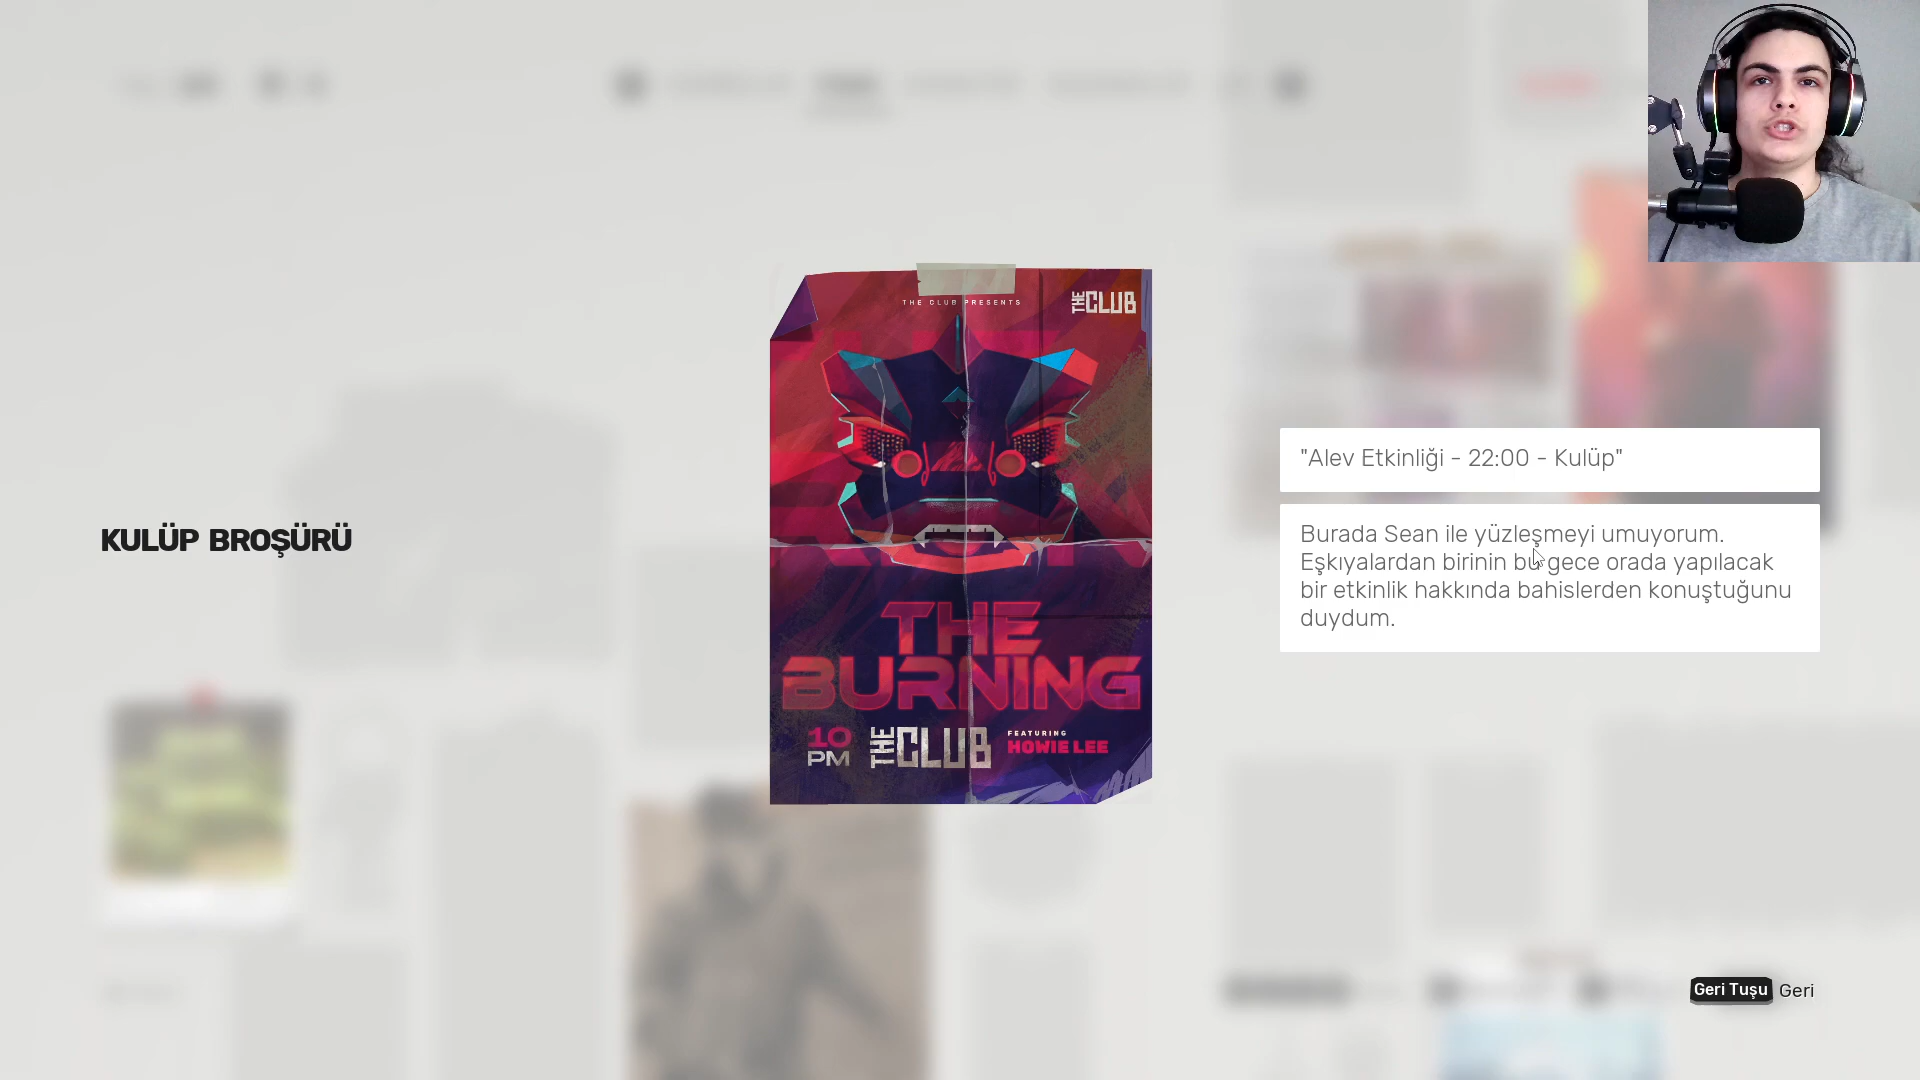 KULÜP BROŞÜRÜ
THE CLUB PRESENTS
THE CLUB
THE
BURNING
10
PM
THE CLUB
FEATURING
HOWIE LEE
"Alev Etkinliği - 22:00 - Kulüp"
Burada Sean ile yüzleşmeyi umuyorum.
Eşkıyalardan birinin bu gece orada yapılacak
bir etkinlik hakkında bahislerden konuştuğunu
duydum.
Geri Tuşu Geri